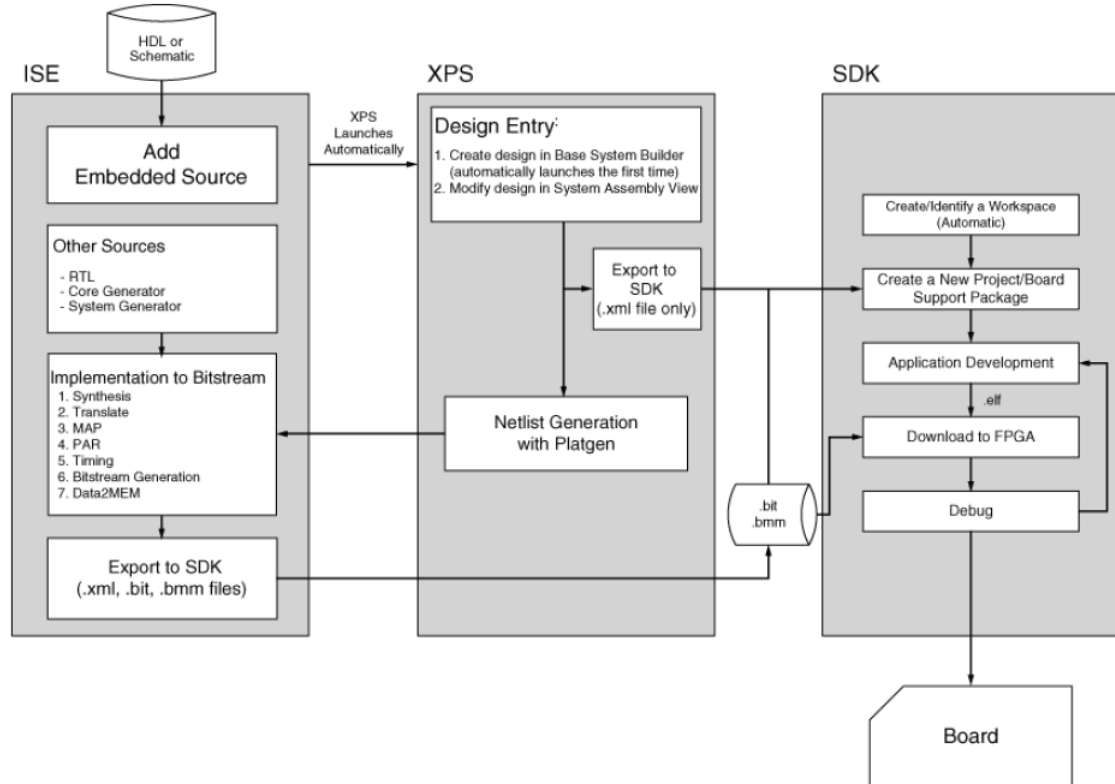 HDL or
Schematic
ISE
XPS
SDK
Add
Embedded Source
XPS
Launches
Automatically
Design Entry:
1. Create design in Base System Builder
(automatically launches the first time)
2. Modify design in System Assembly View
Other Sources
- RTL
- Core Generator
- System Generator
Export to
SDK
(.xml file only)
Implementation to Bitstream
1. Synthesis
2. Translate
3. MAP
4. PAR
5. Timing
6. Bitstream Generation
7. Data2MEM
Netlist Generation
with Platgen
Export to SDK
(.xml, .bit, .bmm files)
.bit
.bmm
Create/Identify a Workspace
(Automatic)
Create a New Project/Board
Support Package
Application Development
.elf
Download to FPGA
Debug
Board